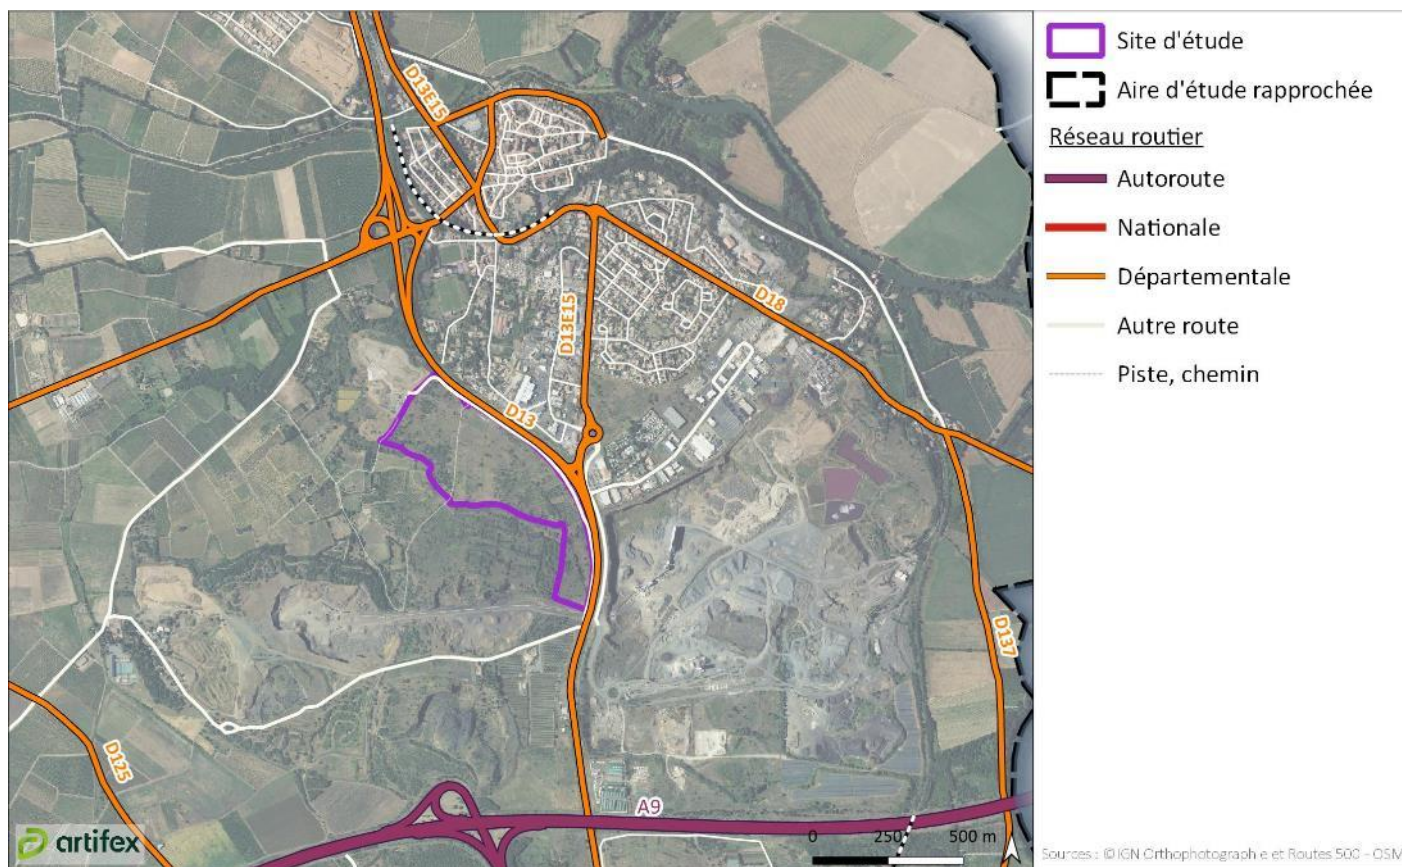 D13E15
D18
D13E15
D13
D137
D125
A9
0 250 500 m
artifex
Site d'étude
Aire d'étude rapprochée
Réseau routier
Autoroute
Nationale
Départementale
Autre route
Piste, chemin
Sources : © IGN Orthophotographie et Routes 500 - OSM